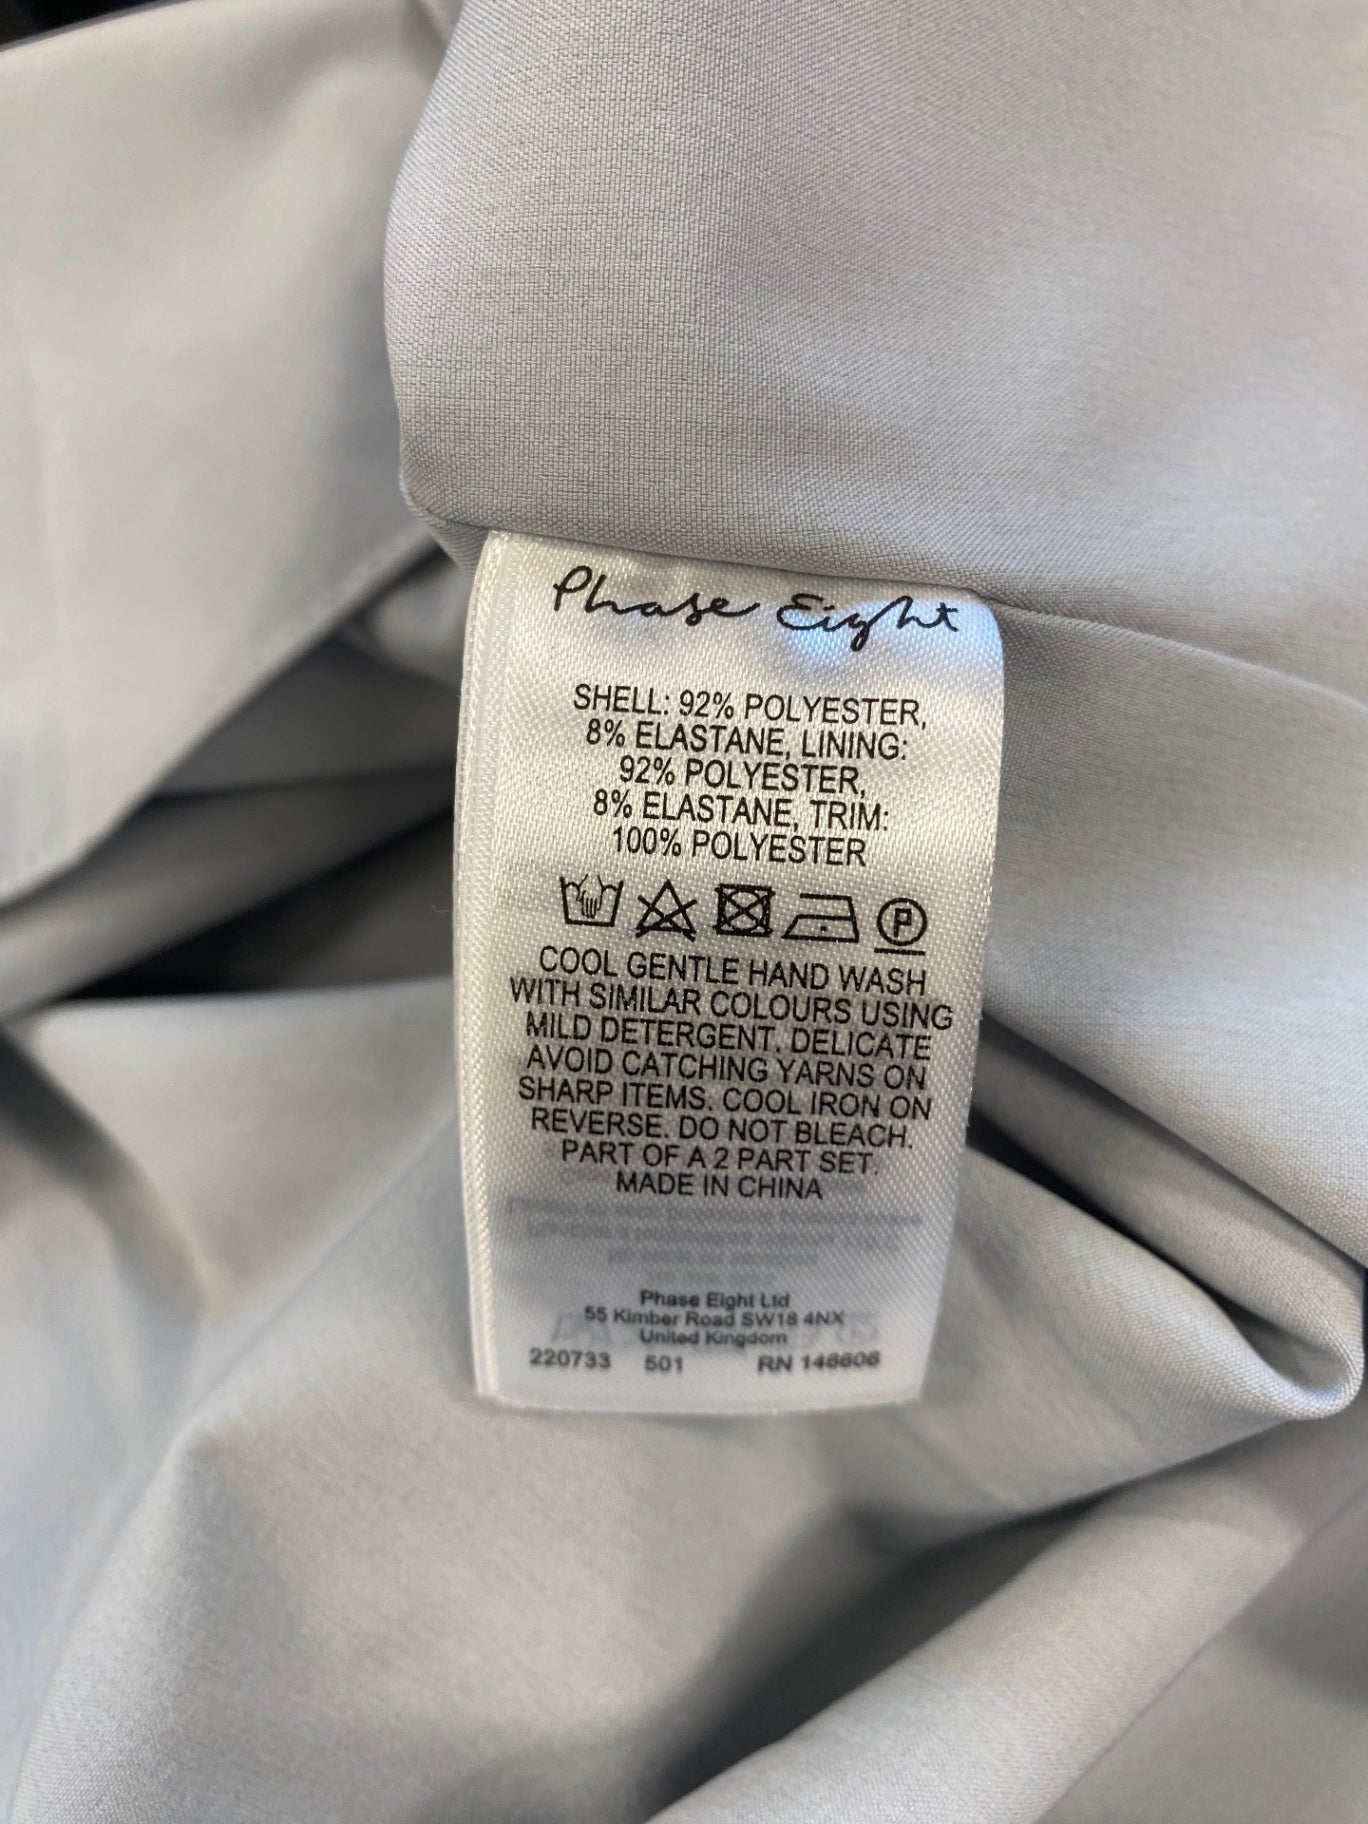 Phase Eight
SHELL: 92% POLYESTER,
8% ELASTANE, LINING:
92% POLYESTER,
8% ELASTANE, TRIM:
100% POLYESTER
P
COOL GENTLE HAND WASH
WITH SIMILAR COLOURS USING
MILD DETERGENT. DELICATE
AVOID CATCHING YARNS ON
SHARP ITEMS. COOL IRON ON
REVERSE. DO NOT BLEACH.
PART OF A 2 PART SET.
MADE IN CHINA
Phase Eight Ltd
55 Kimber Road SW18 4NX
United Kingdom
220733 501 RN 146606